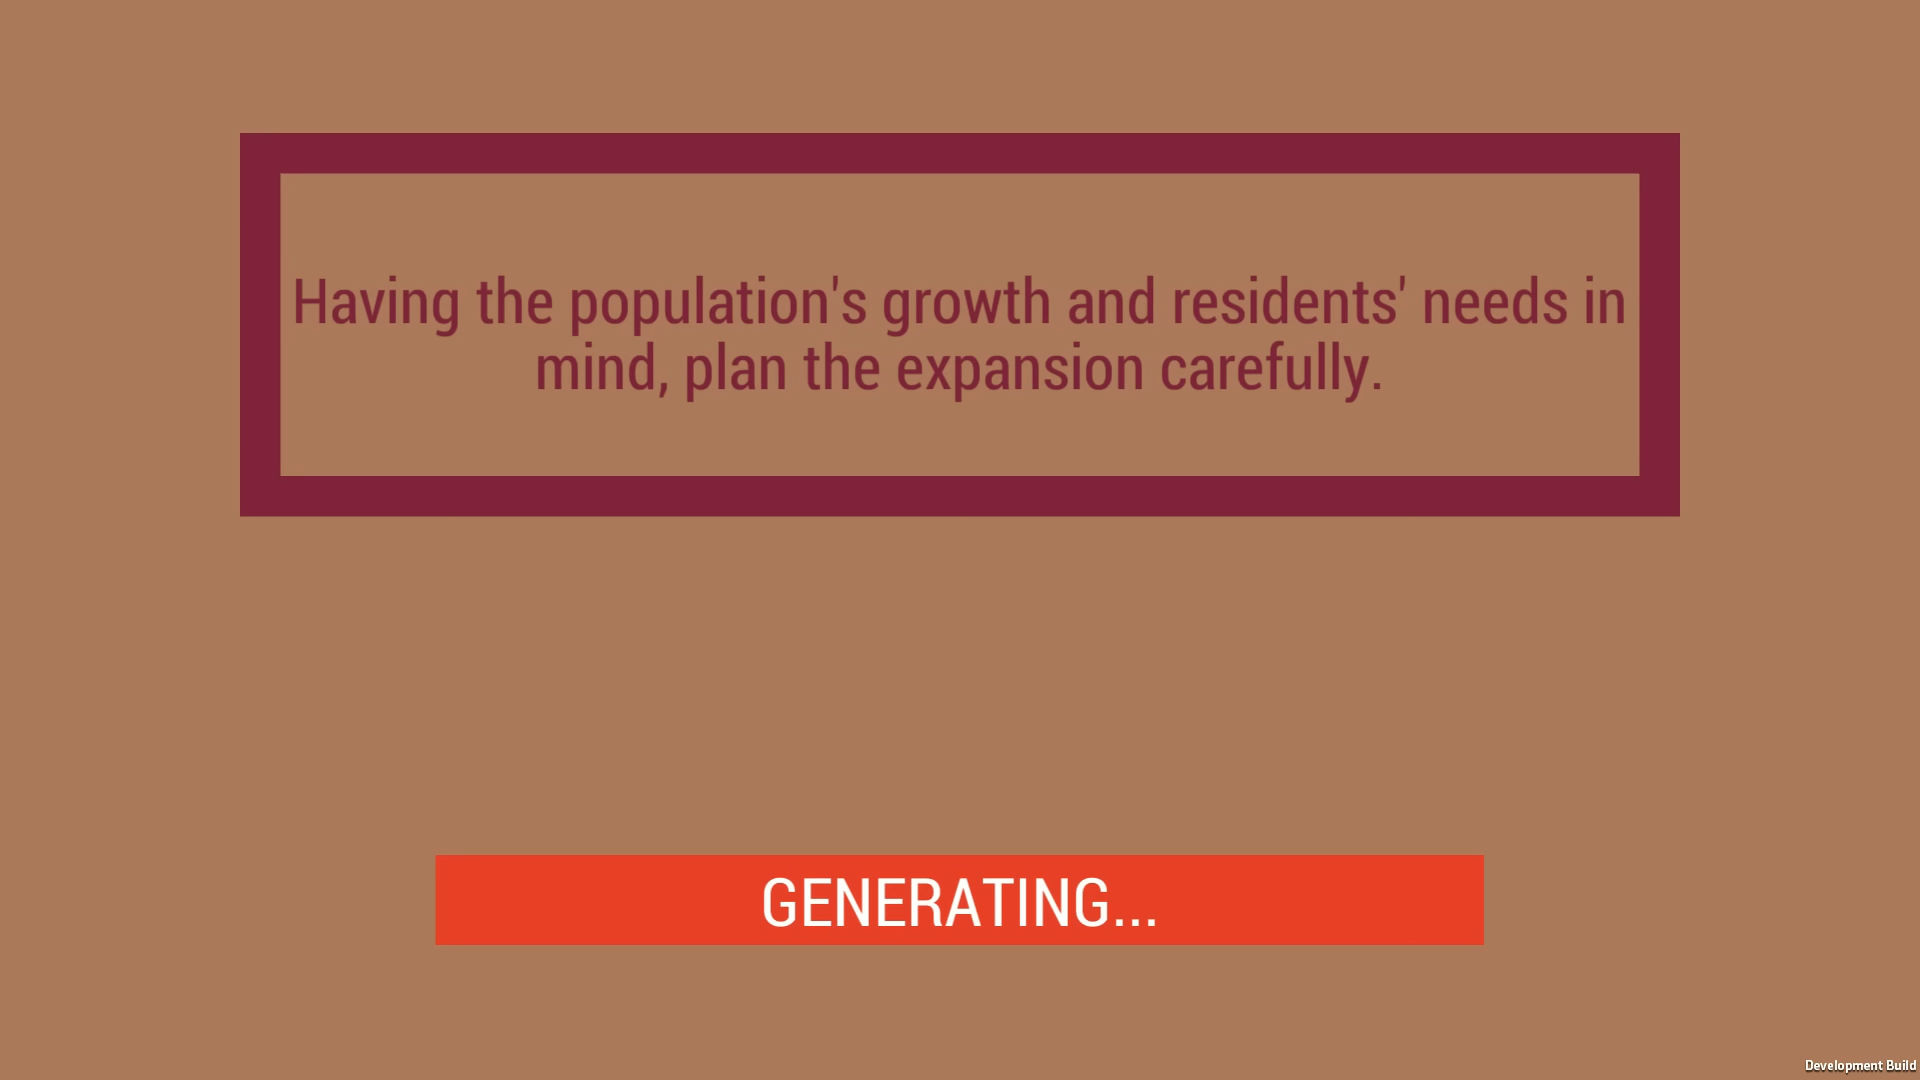 Having the population's growth and residents' needs in
mind, plan the expansion carefully.
GENERATING...
Development Build